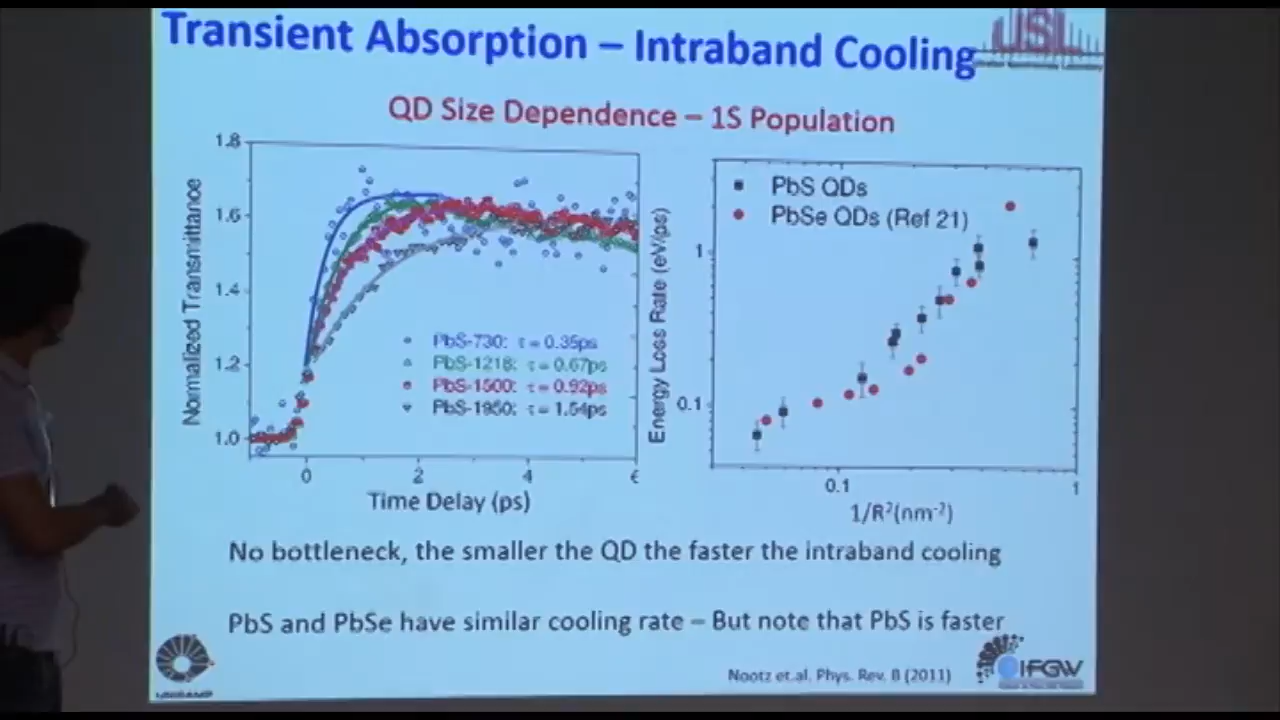 Transient Absorption – Intraband Cooling
USL
QD Size Dependence – 1S Population
Normalized Transmittance
1.8
1.6
1.4
1.2
1.0
0
2
4
Time Delay (ps)
PbS-730: τ = 0.35ps
PbS-1218: τ = 0.67ps
PbS-1500: τ = 0.92ps
PbS-1950: τ = 1.54ps
Energy Loss Rate (eV/ps)
1
0.1
PbS QDs
PbSe QDs (Ref 21)
0.1
1
1/R²(nm⁻²)
No bottleneck, the smaller the QD the faster the intraband cooling
PbS and PbSe have similar cooling rate – But note that PbS is faster
Nootz et.al. Phys. Rev. B (2011)
UNICAMP
IFGW